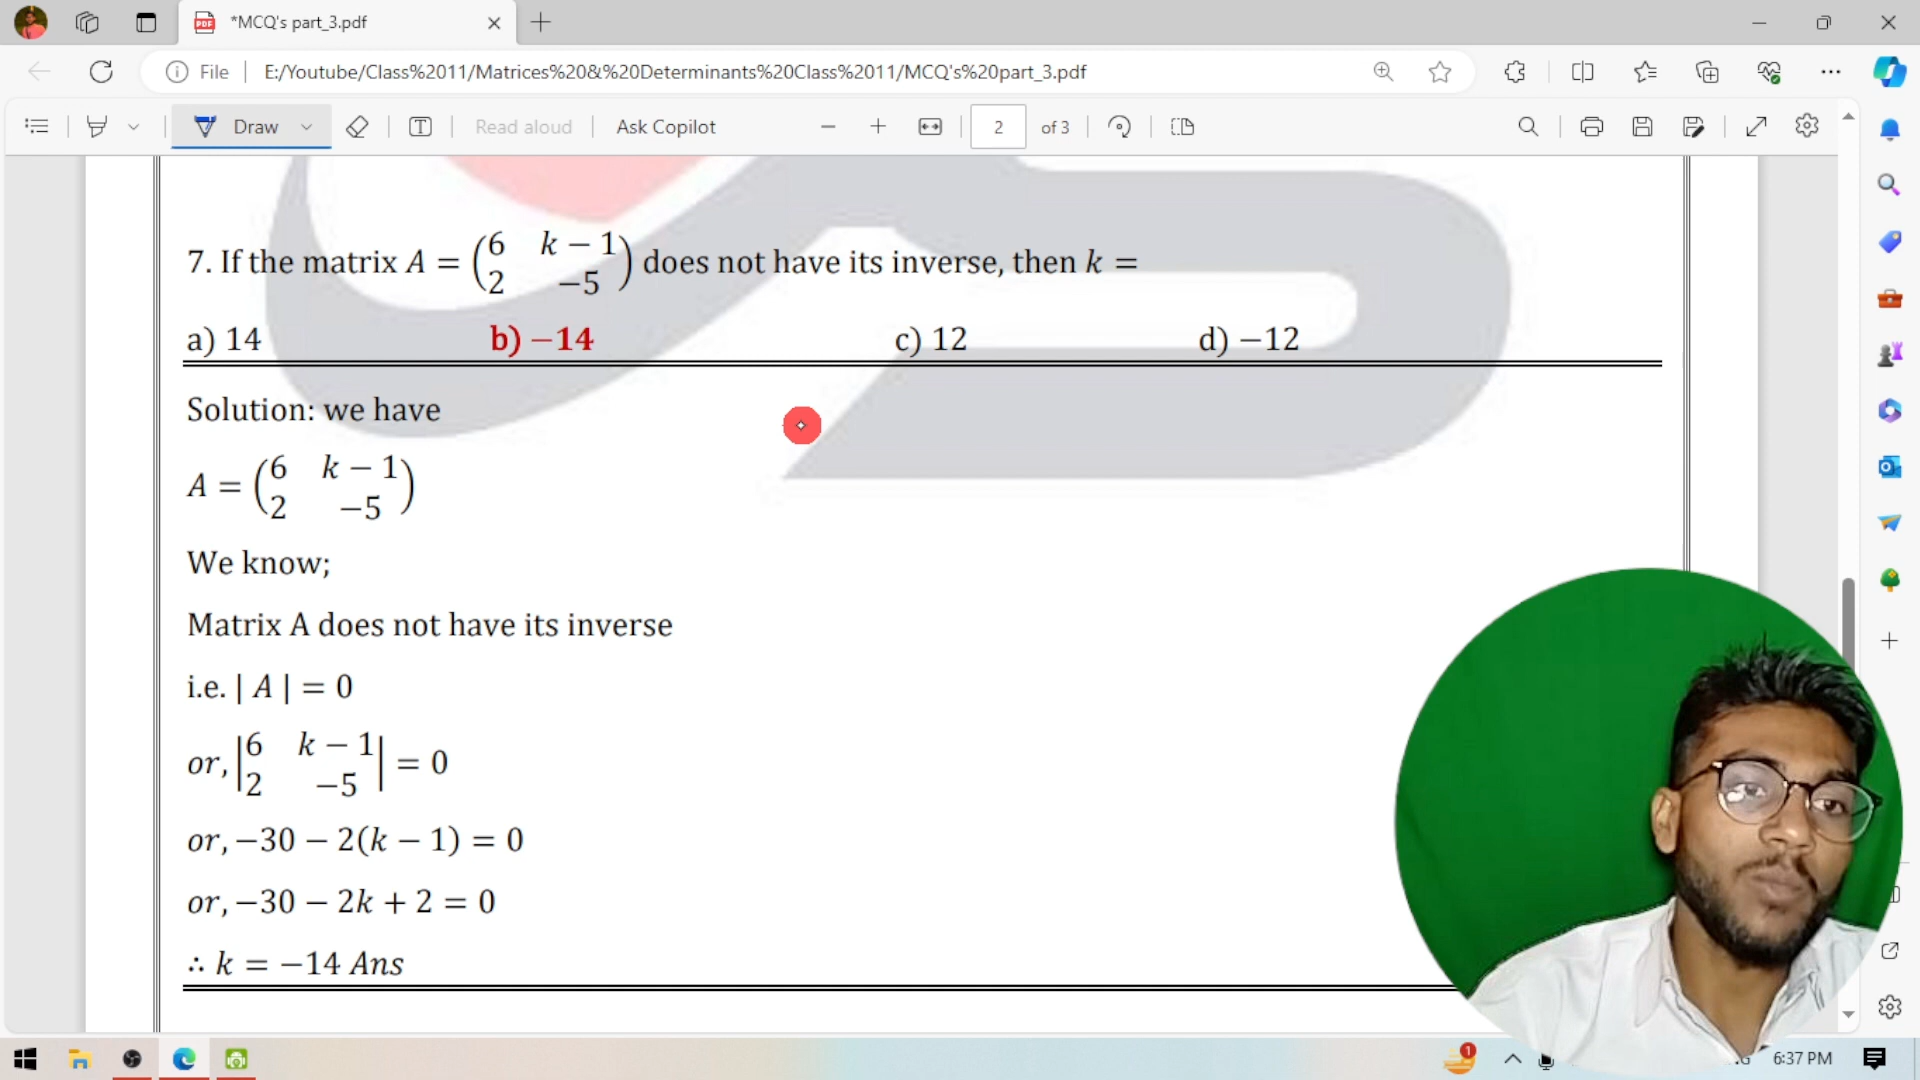 *MCQ's part_3.pdf
File
E:/Youtube/Class%2011/Matrices%20&%20Determinants%20Class%2011/MCQ's%20part_3.pdf
Draw
Read aloud
Ask Copilot
2
of 3
7. If the matrix A = (6 k − 1
2 −5) does not have its inverse, then k =
a) 14 b) −14 c) 12 d) −12
Solution: we have
A = (6 k − 1
2 −5)
We know;
Matrix A does not have its inverse
i.e. | A | = 0
or, |6 k − 1
2 −5| = 0
or, −30 − 2(k − 1) = 0
or, −30 − 2k + 2 = 0
∴ k = −14 Ans
1
6:37 PM